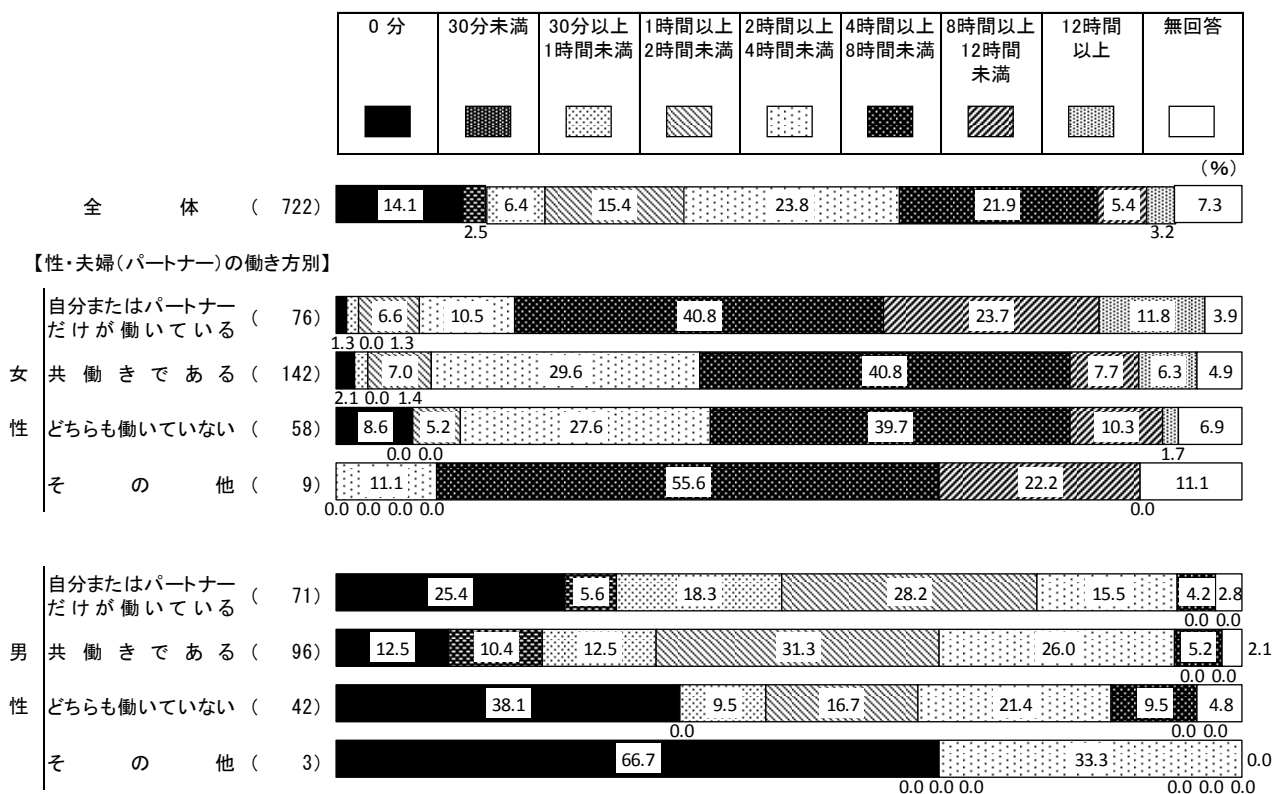 0 分 30分未満 30分以上 1時間以上 2時間以上 4時間以上 8時間以上 12時間 無回答
1時間未満 2時間未満 4時間未満 8時間未満 12時間 以上
未満
(%)
全 体 ( 722) 14.1 6.4 15.4 23.8 21.9 5.4 7.3
2.5 3.2
【性・夫婦(パートナー)の働き方別】
女性
自分またはパートナー
だけが働いている ( 76) 6.6 10.5 40.8 23.7 11.8 3.9
1.3 0.0 1.3
共働きである ( 142) 7.0 29.6 40.8 7.7 6.3 4.9
2.1 0.0 1.4
どちらも働いていない ( 58) 8.6 5.2 27.6 39.7 10.3 6.9
0.0 0.0 1.7
そ の 他 ( 9) 11.1 55.6 22.2 11.1
0.0 0.0 0.0 0.0 0.0
男性
自分またはパートナー
だけが働いている ( 71) 25.4 5.6 18.3 28.2 15.5 4.2 2.8
0.0 0.0
共働きである ( 96) 12.5 10.4 12.5 31.3 26.0 5.2 2.1
0.0 0.0
どちらも働いていない ( 42) 38.1 9.5 16.7 21.4 9.5 4.8
0.0 0.0 0.0
そ の 他 ( 3) 66.7 33.3 0.0
0.0 0.0 0.0 0.0 0.0 0.0